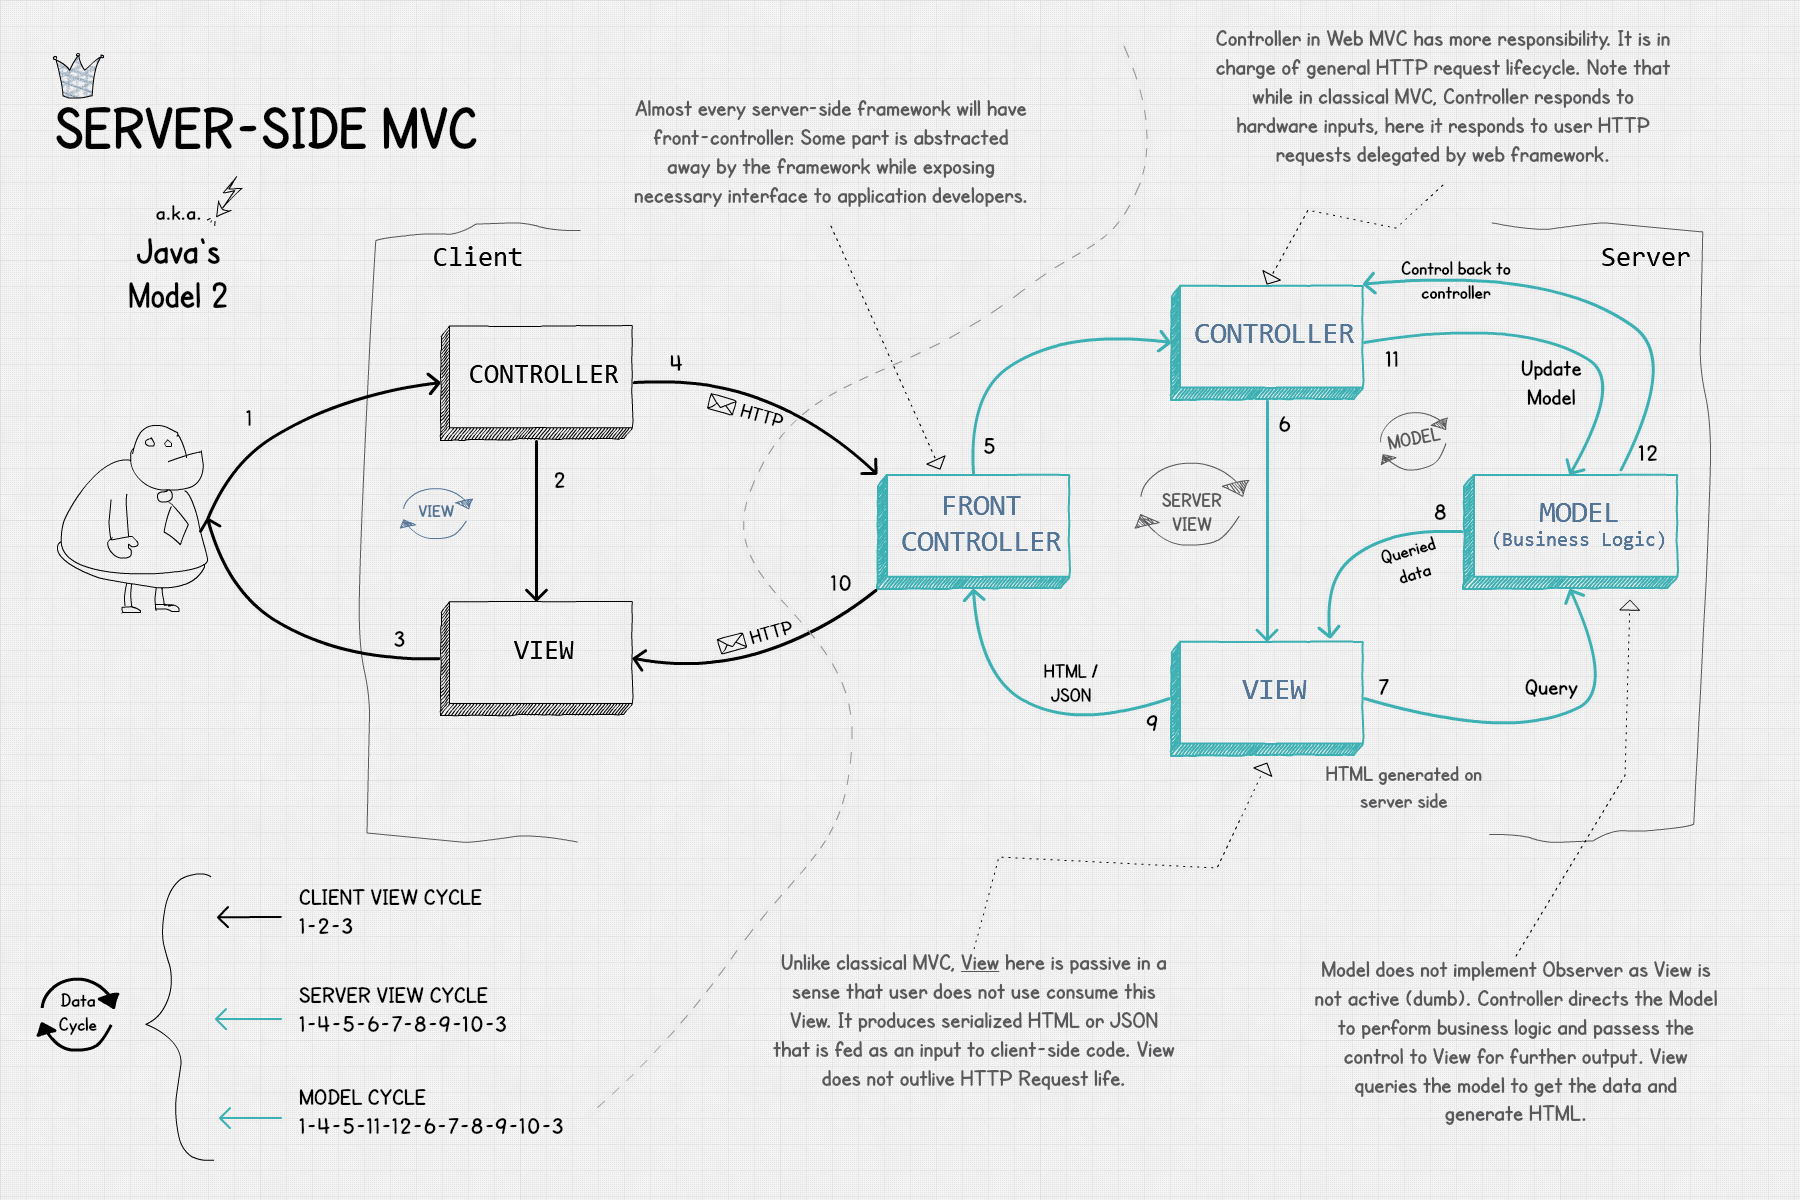 SERVER-SIDE MVC
a.k.a.
Java's
Model 2
Almost every server-side framework will have
front-controller. Some part is abstracted
away by the framework while exposing
necessary interface to application developers.
Controller in Web MVC has more responsibility. It is in
charge of general HTTP request lifecycle. Note that
while in classical MVC, Controller responds to
hardware inputs, here it responds to user HTTP
requests delegated by web framework.
Client
Server
CONTROLLER
1
2
3
4
HTTP
VIEW
VIEW
FRONT
CONTROLLER
5
10
HTTP
CONTROLLER
Control back to
controller
11
Update
Model
6
MODEL
12
SERVER
VIEW
8
Queried
data
MODEL
(Business Logic)
HTML /
JSON
9
VIEW
7
Query
HTML generated on
server side
Data
Cycle
CLIENT VIEW CYCLE
1-2-3
SERVER VIEW CYCLE
1-4-5-6-7-8-9-10-3
MODEL CYCLE
1-4-5-11-12-6-7-8-9-10-3
Unlike classical MVC, View here is passive in a
sense that user does not use consume this
View. It produces serialized HTML or JSON
that is fed as an input to client-side code. View
does not outlive HTTP Request life.
Model does not implement Observer as View is
not active (dumb). Controller directs the Model
to perform business logic and passess the
control to View for further output. View
queries the model to get the data and
generate HTML.